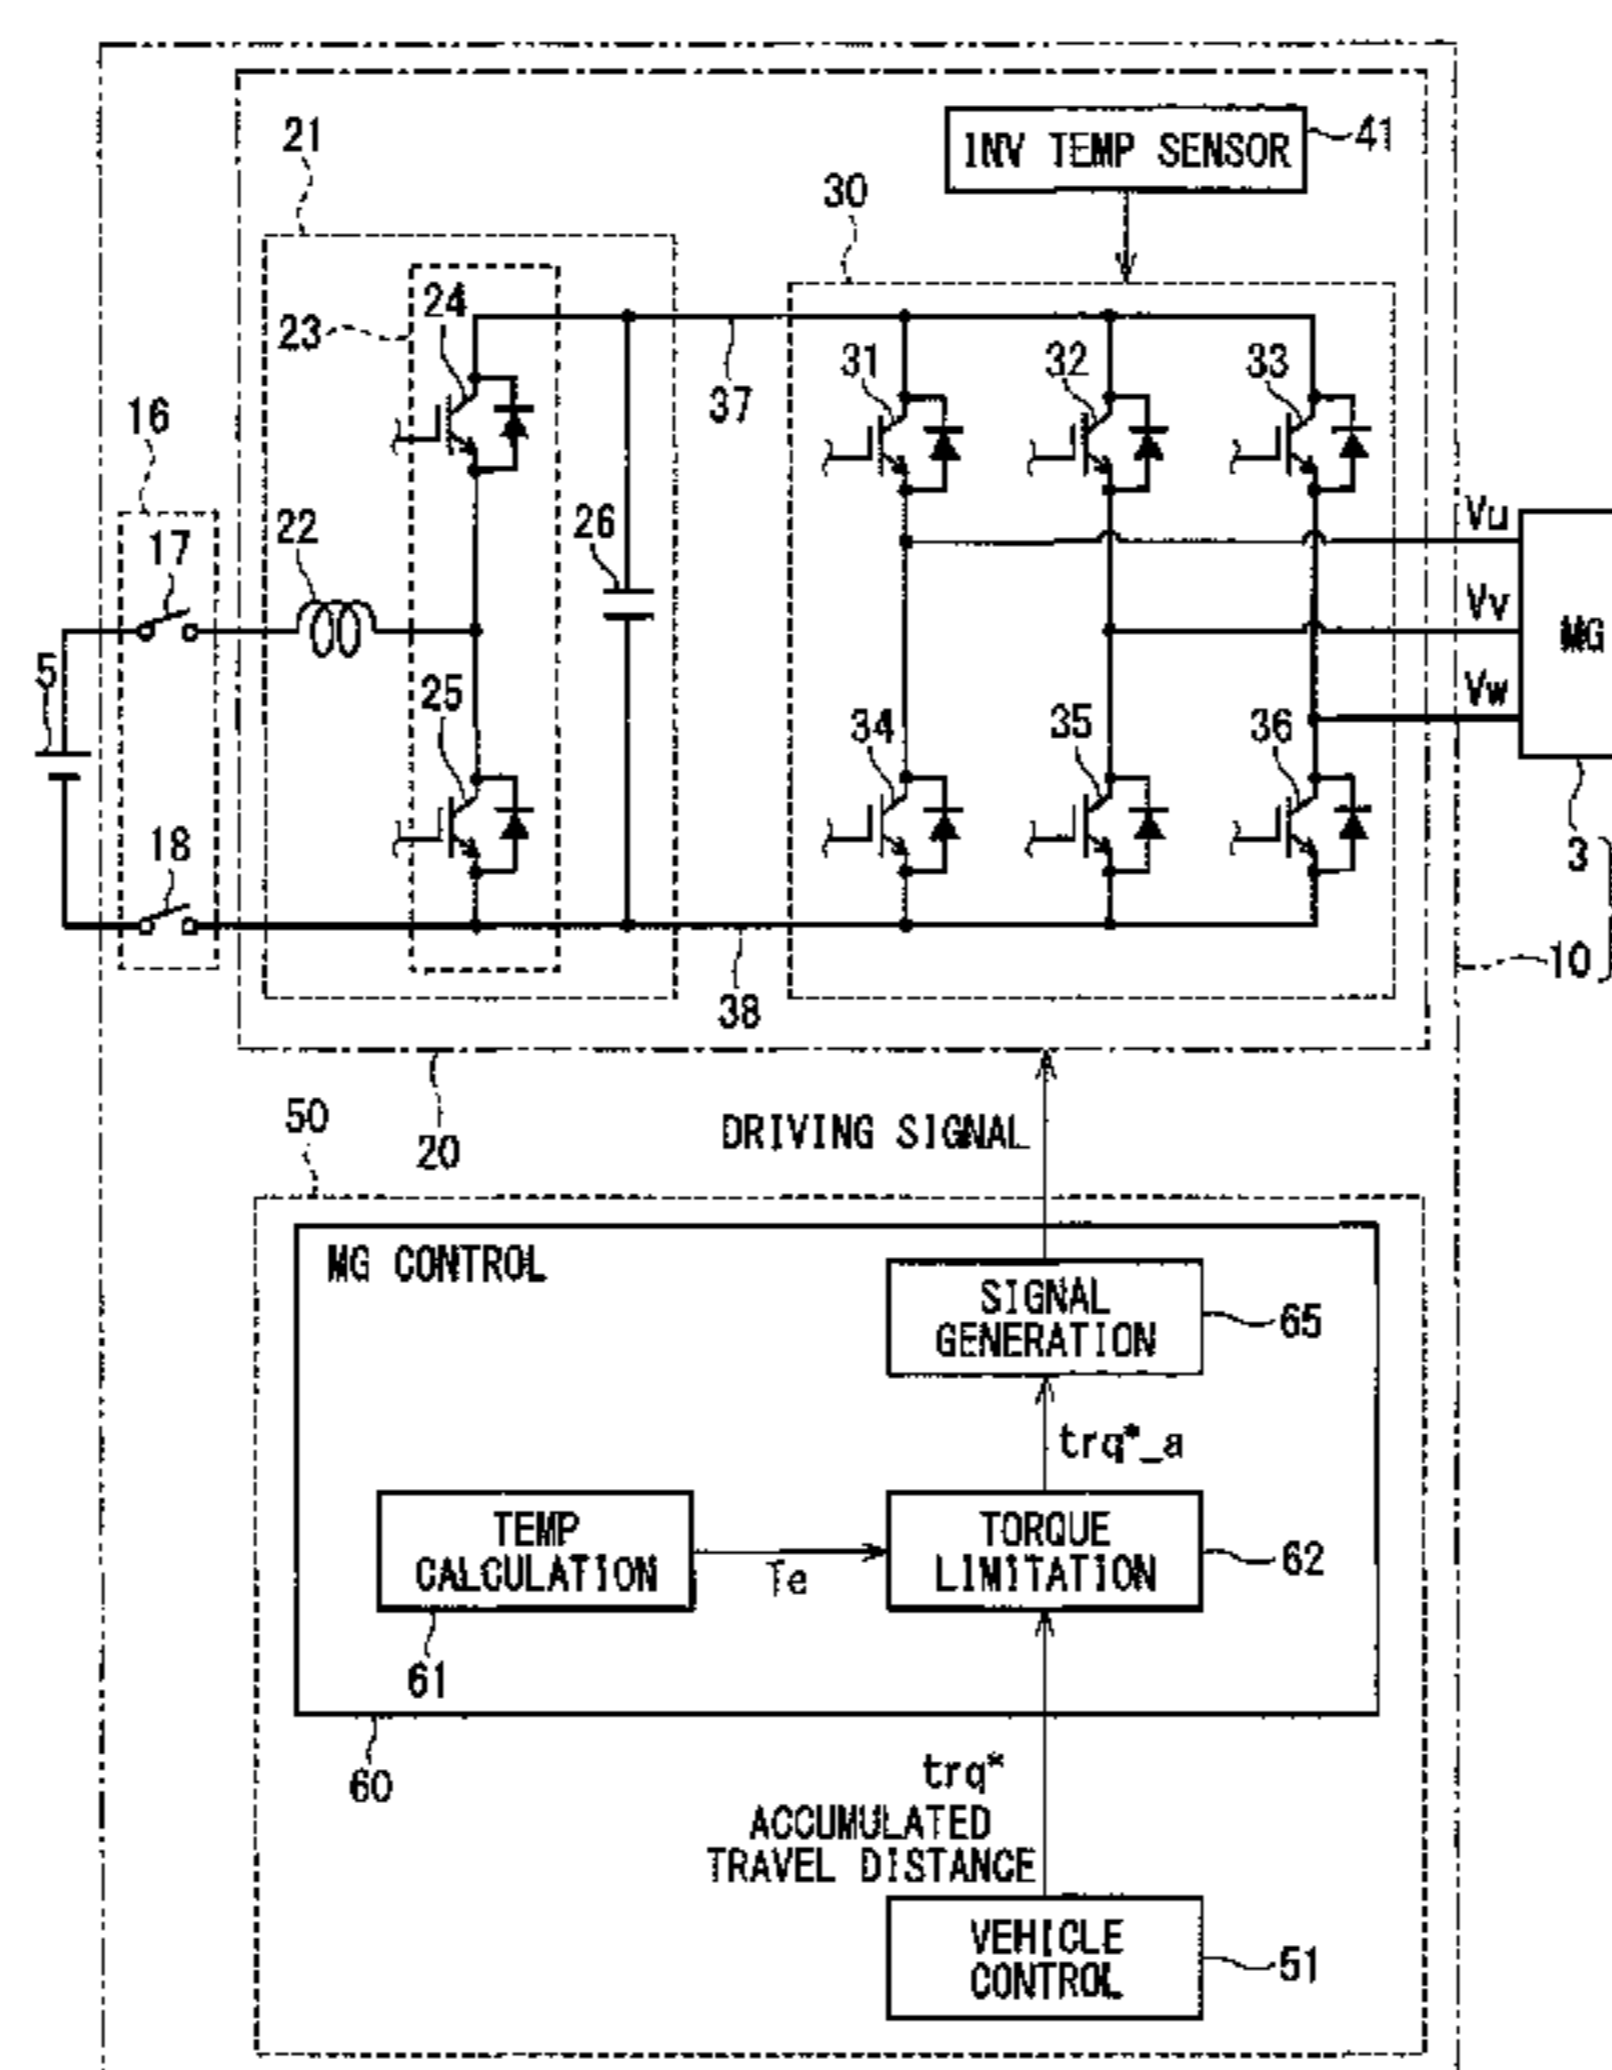 21
INV TEMP SENSOR
41
30
23
24
31
32
33
37
16
17
22
26
Vu
Vv
MG
Vw
5
25
34
35
36
18
3
10
38
20
50
DRIVING SIGNAL
MG CONTROL
SIGNAL
GENERATION
65
trq*_a
TEMP
CALCULATION
Te
TORQUE
LIMITATION
62
61
60
trq*
ACCUMULATED
TRAVEL DISTANCE
VEHICLE
CONTROL
51